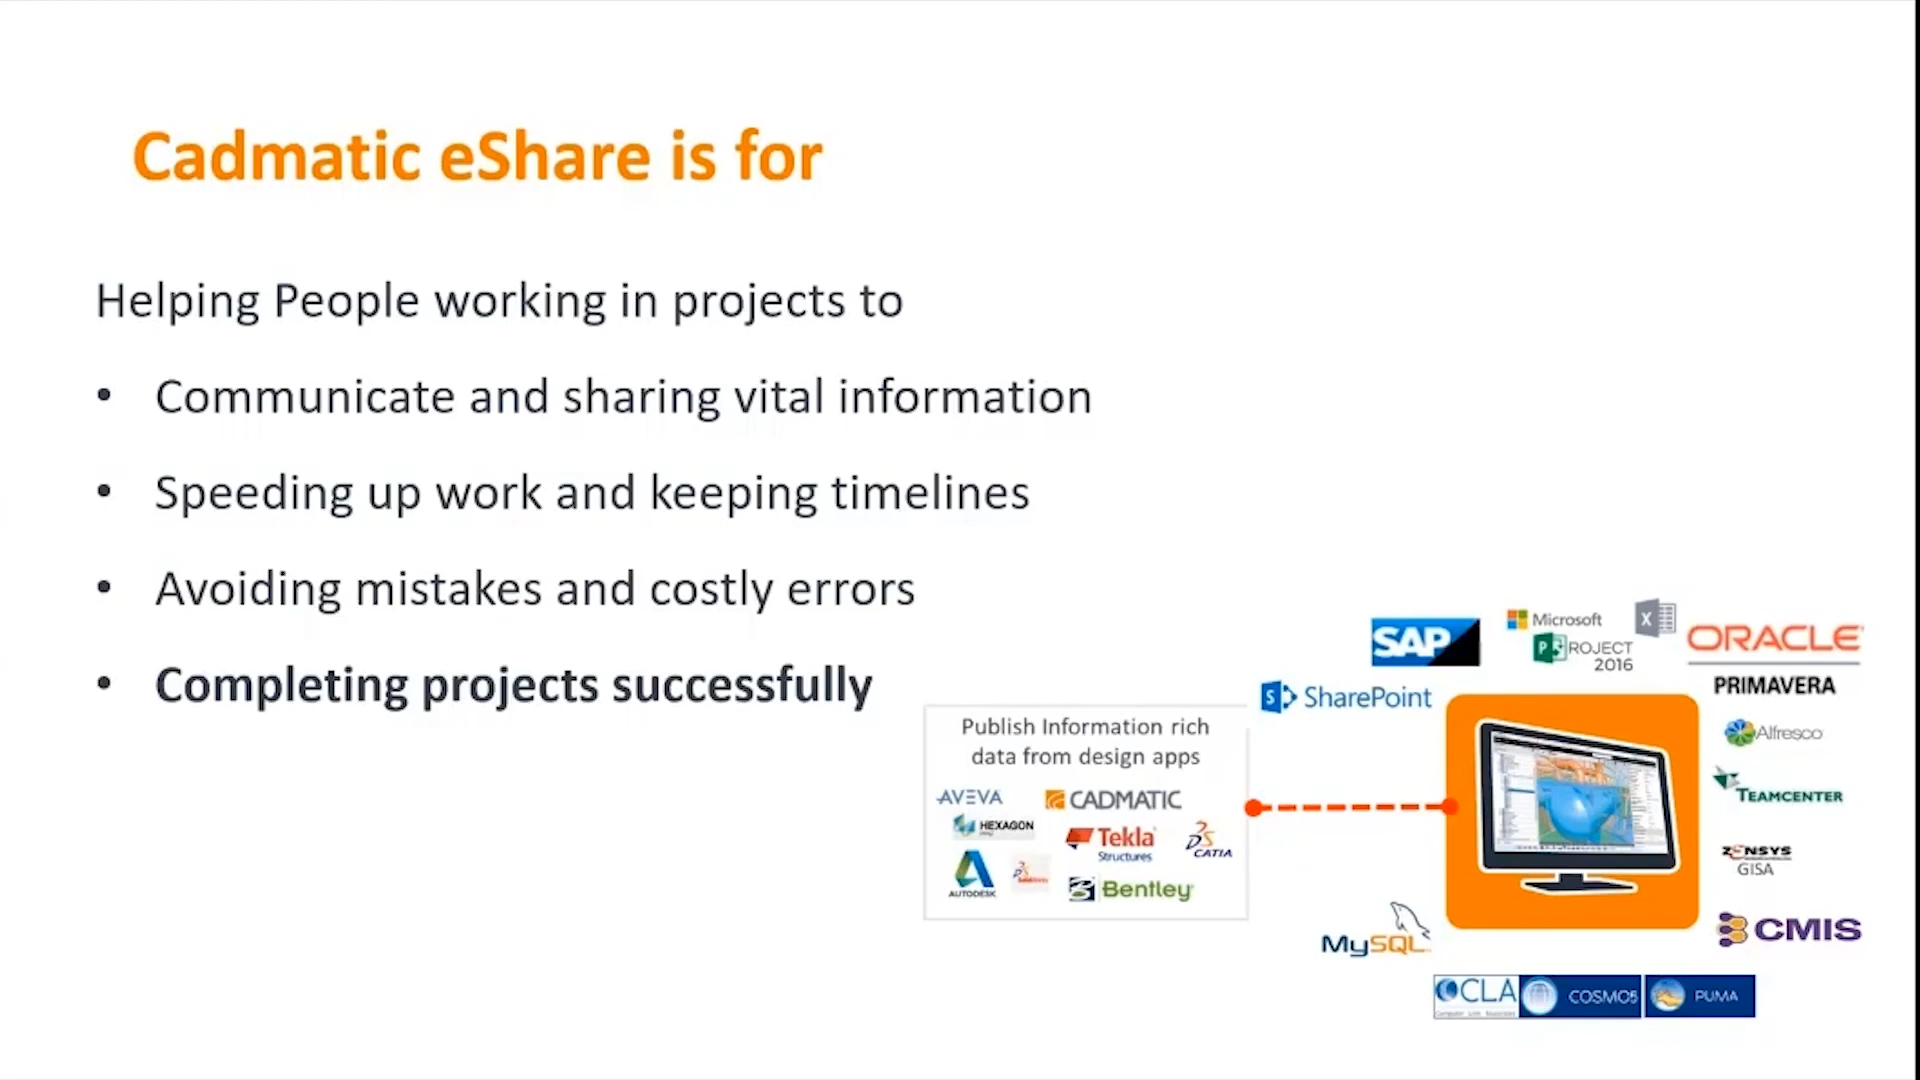 Cadmatic eShare is for
Helping People working in projects to
• Communicate and sharing vital information
• Speeding up work and keeping timelines
• Avoiding mistakes and costly errors
• Completing projects successfully
Publish Information rich
data from design apps
AVEVA
CADMATIC
HEXAGON
Tekla
Structures
CATIA
AUTODESK
Bentley
SAP
Microsoft
PROJECT
2016
X
ORACLE
PRIMAVERA
S SharePoint
Alfresco
TEAMCENTER
ZENSYS
GISA
CMIS
MySQL
CLA
COSMOS
PUMA